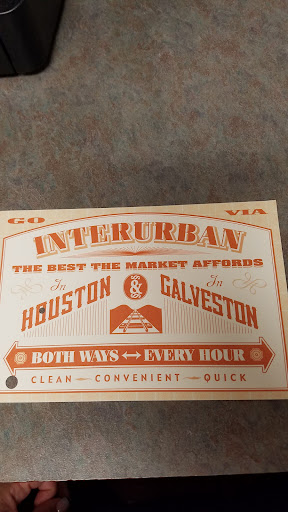 GO VIA
INTERURBAN
THE BEST THE MARKET AFFORDS
In In
HOUSTON & GALVESTON
BOTH WAYS ↔ EVERY HOUR
CLEAN — CONVENIENT — QUICK